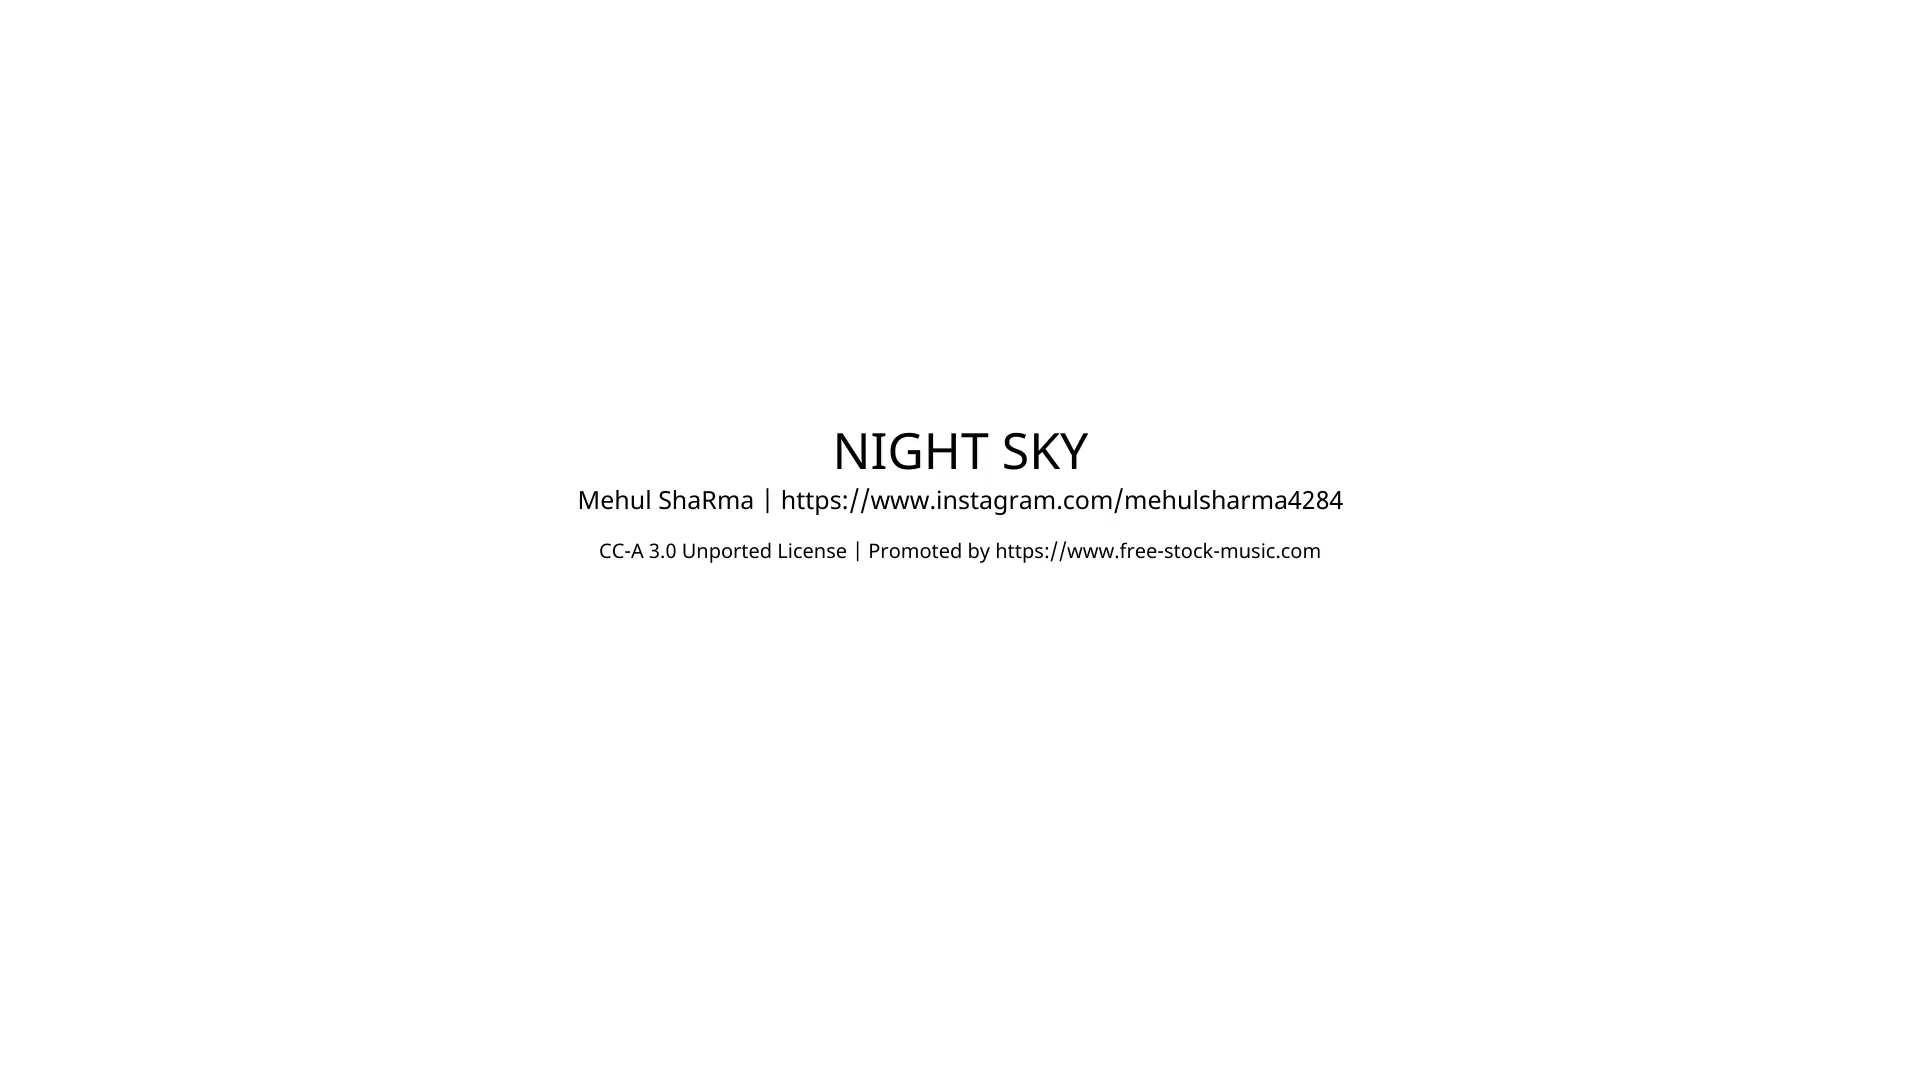 NIGHT SKY
Mehul ShaRma | https://www.instagram.com/mehulsharma4284
CC-A 3.0 Unported License | Promoted by https://www.free-stock-music.com